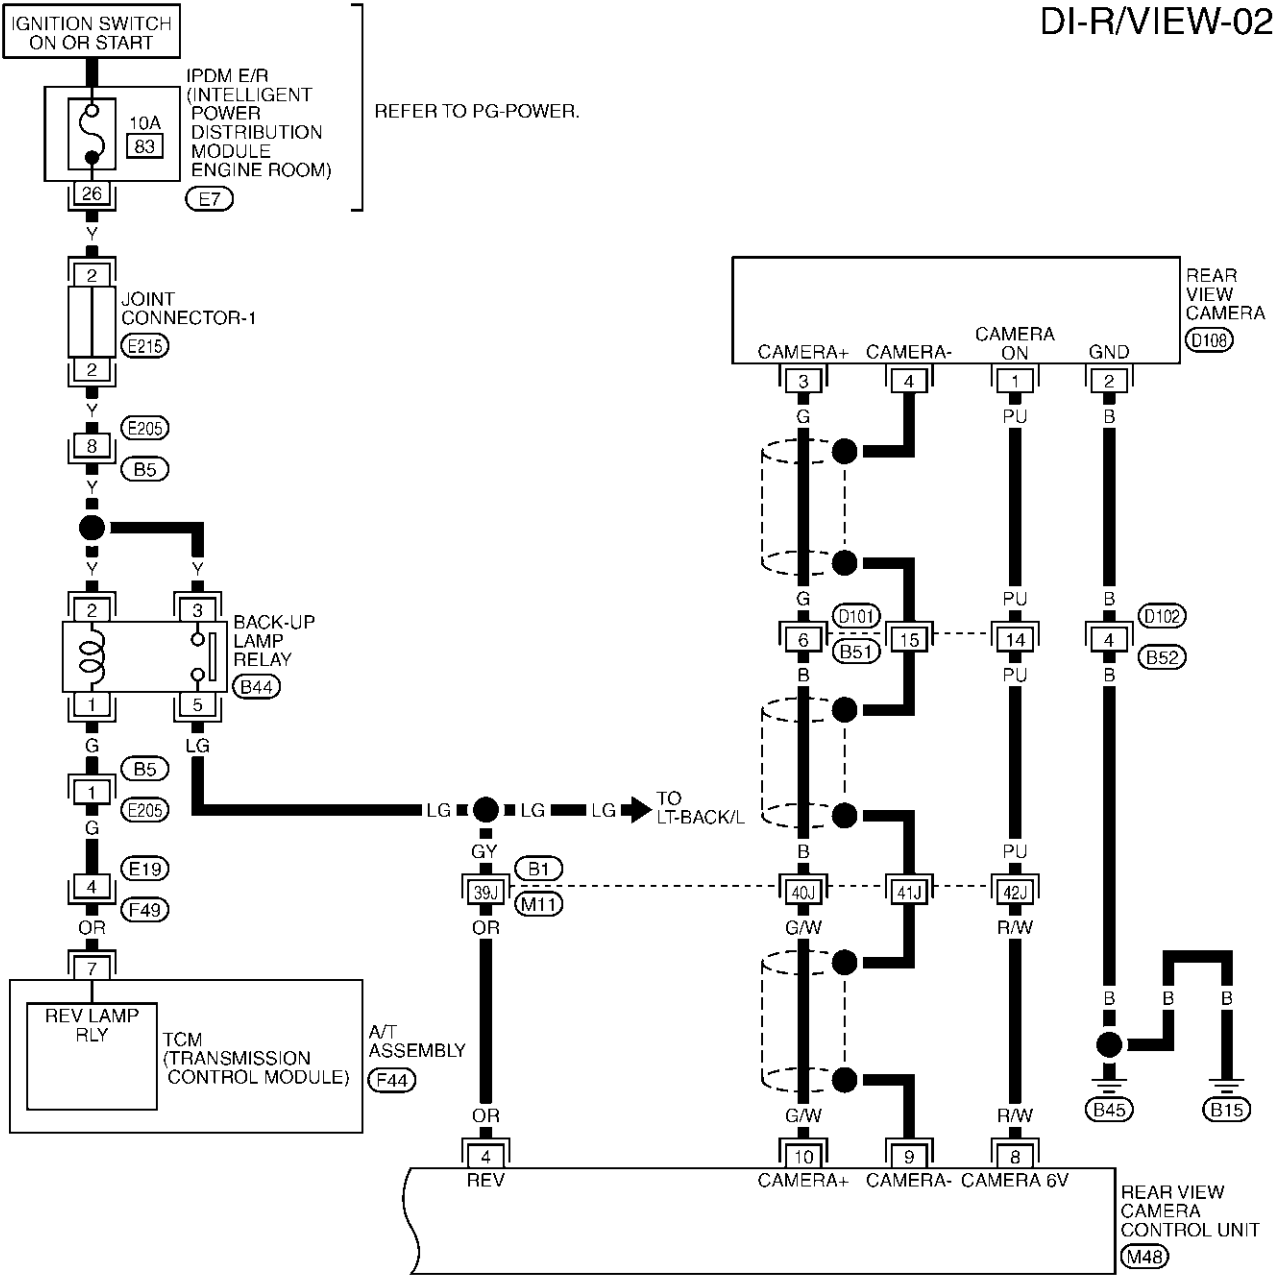 DI-R/VIEW-02
IGNITION SWITCH
ON OR START
IPDM E/R
(INTELLIGENT
POWER
DISTRIBUTION
MODULE
ENGINE ROOM)
10A
83
26
E7
REFER TO PG-POWER.
Y
2
JOINT
CONNECTOR-1
E215
2
Y
E205
8
B5
Y
Y
Y
2
3
BACK-UP
LAMP
RELAY
B44
1
5
G
LG
B5
1
E205
G
LG
LG
LG
TO
LT-BACK/L
E19
4
F49
OR
7
REV LAMP
RLY
TCM
(TRANSMISSION
CONTROL MODULE)
A/T
ASSEMBLY
F44
GY
B1
39J
M11
OR
OR
4
REV
REAR
VIEW
CAMERA
D108
CAMERA+
CAMERA-
CAMERA
ON
GND
3
4
1
2
G
PU
B
G
PU
B
D101
D102
6
15
14
4
B51
B52
B
PU
B
B
PU
40J
41J
42J
G/W
R/W
B
B
B
B45
B15
G/W
R/W
10
9
8
CAMERA+
CAMERA-
CAMERA 6V
REAR VIEW
CAMERA
CONTROL UNIT
M48